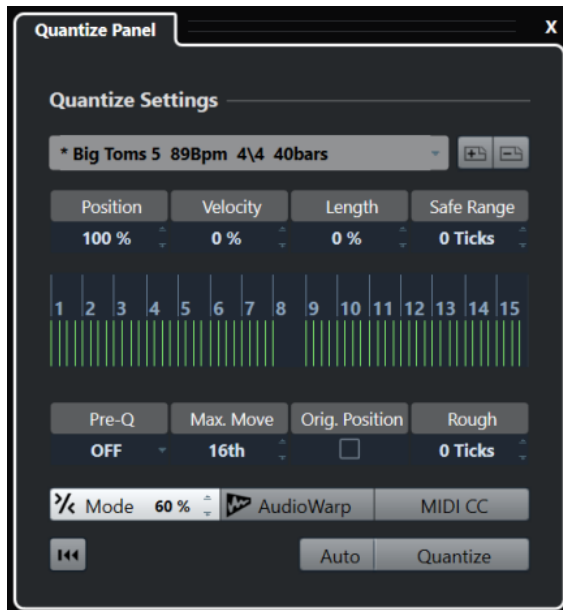 Quantize Panel X
Quantize Settings
* Big Toms 5 89Bpm 4\4 40bars
Position Velocity Length Safe Range
100 % 0 % 0 % 0 Ticks
1 2 3 4 5 6 7 8 9 10 11 12 13 14 15
Pre-Q Max. Move Orig. Position Rough
OFF 16th 0 Ticks
Mode 60 % AudioWarp MIDI CC
Auto Quantize